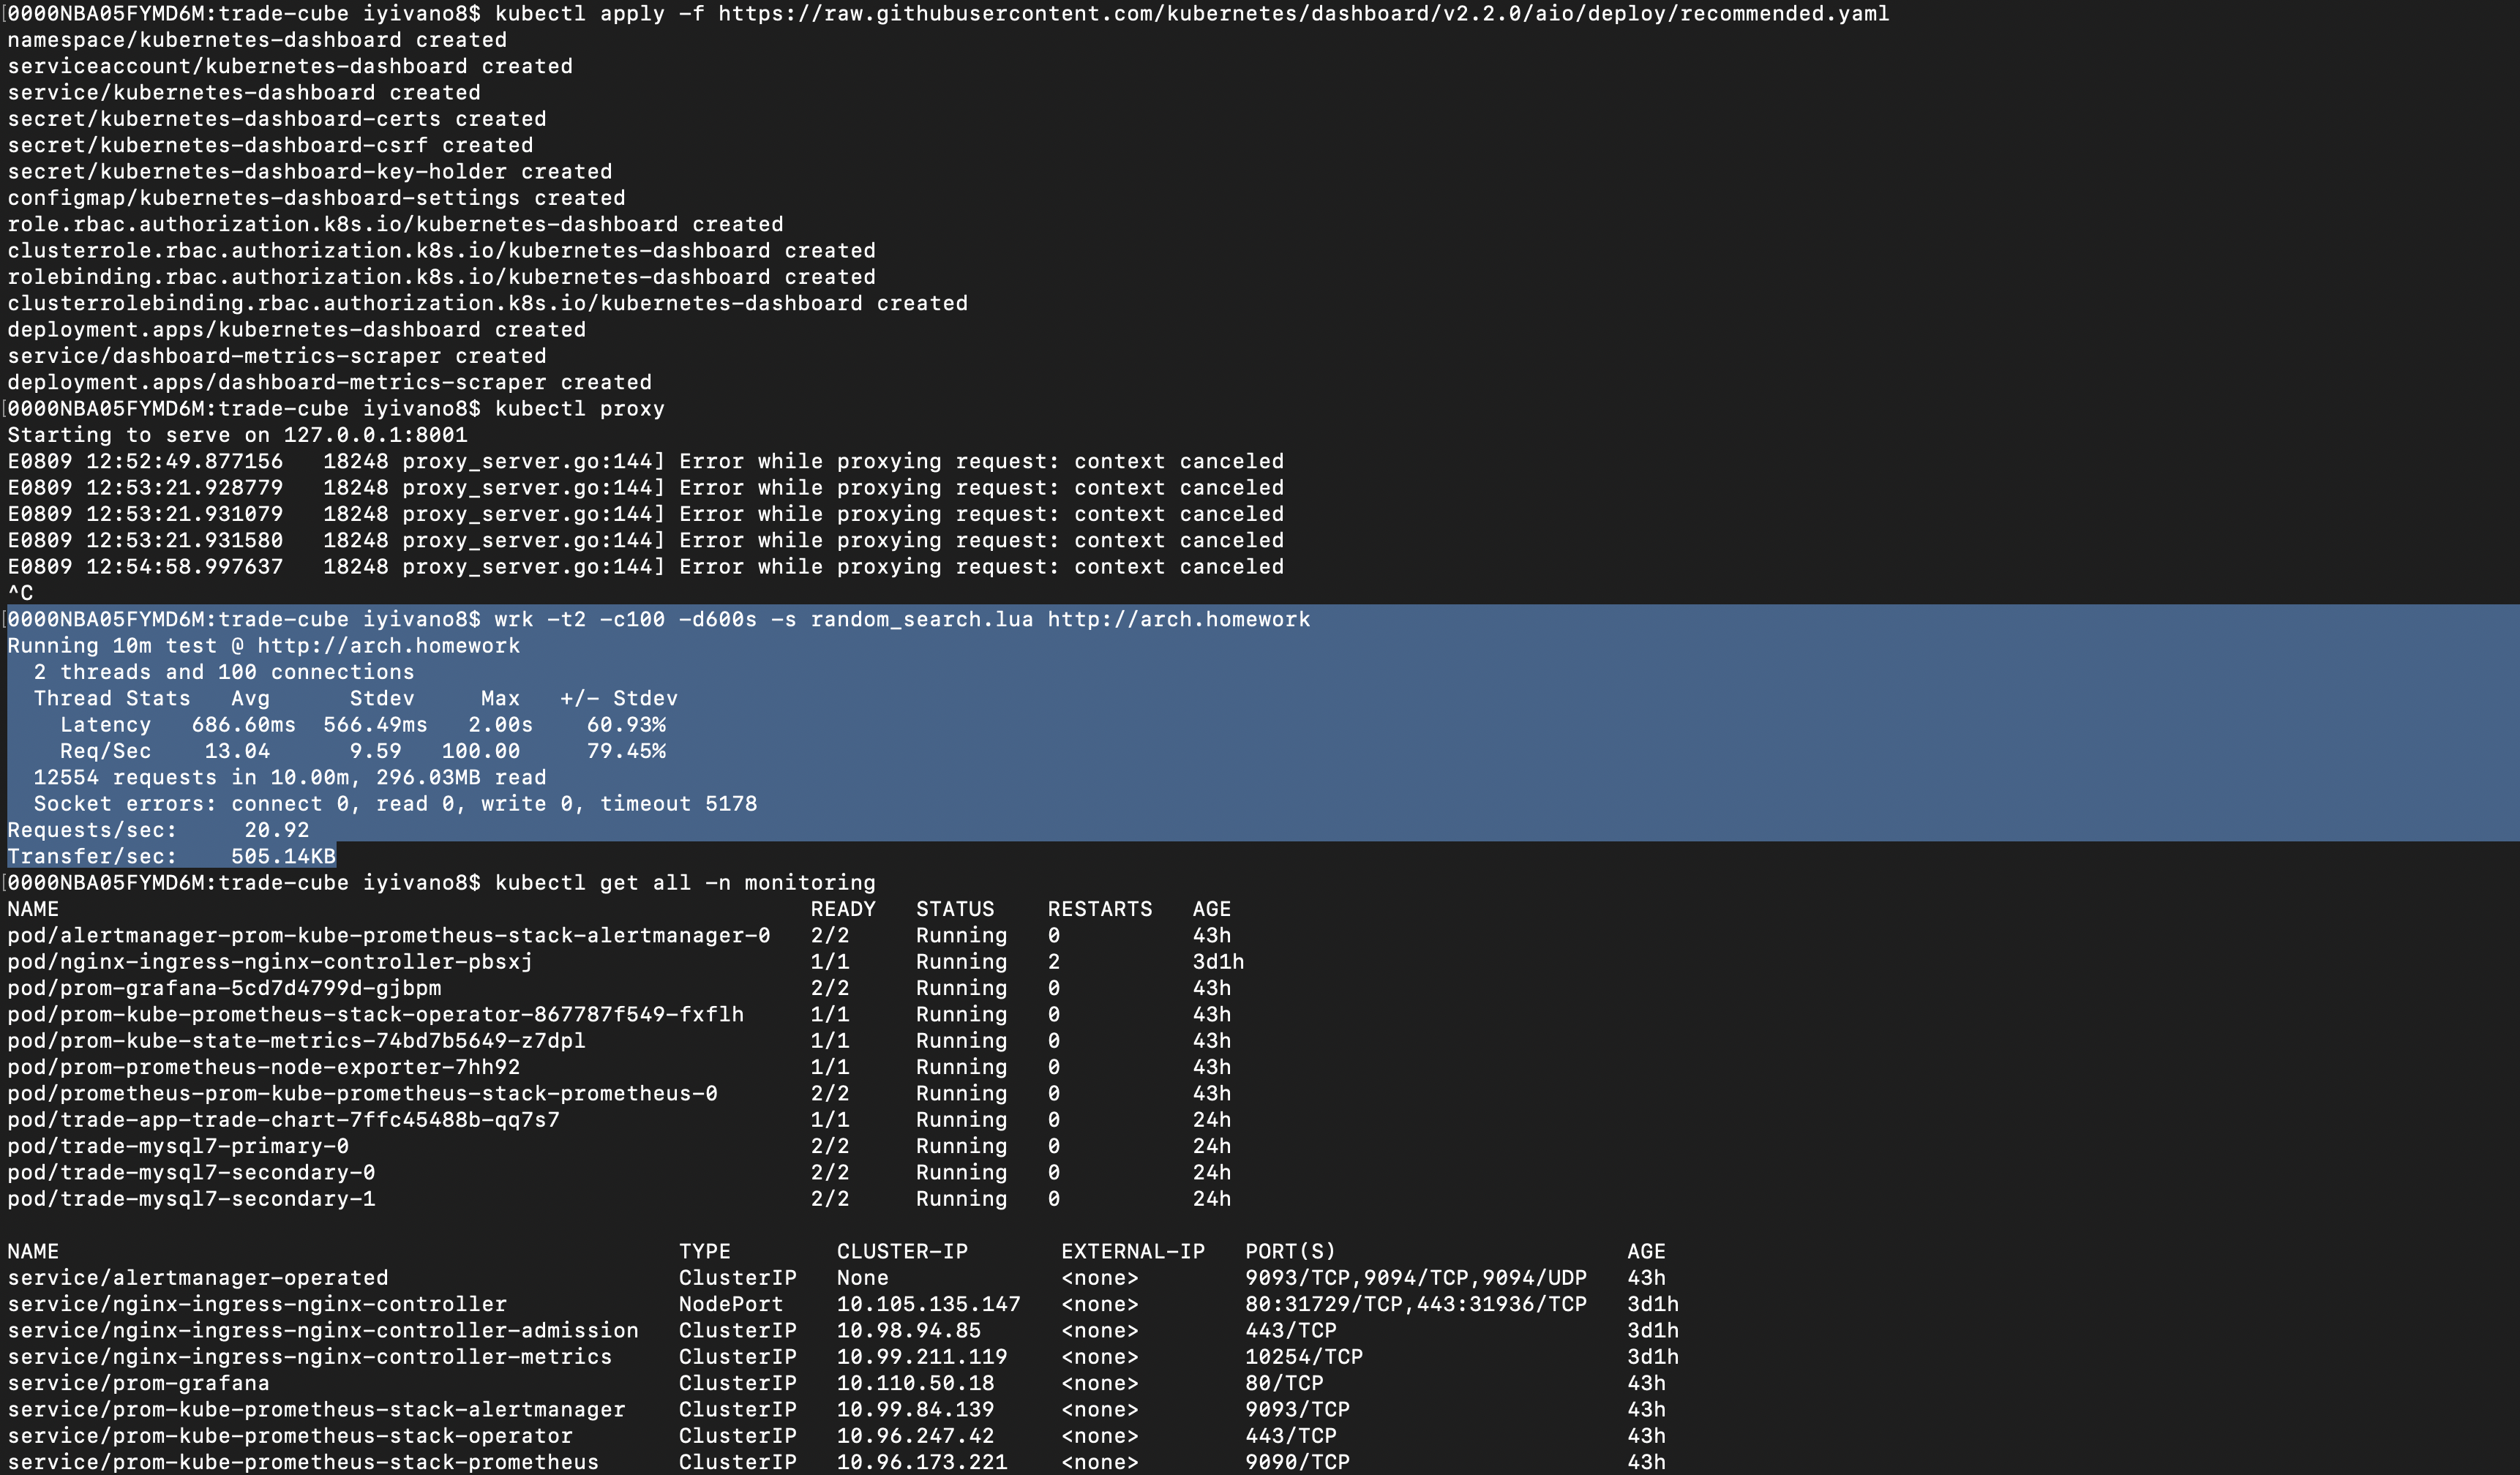 [0000NBA05FYMD6M:trade-cube iyivano8$ kubectl apply -f https://raw.githubusercontent.com/kubernetes/dashboard/v2.2.0/aio/deploy/recommended.yaml
namespace/kubernetes-dashboard created
serviceaccount/kubernetes-dashboard created
service/kubernetes-dashboard created
secret/kubernetes-dashboard-certs created
secret/kubernetes-dashboard-csrf created
secret/kubernetes-dashboard-key-holder created
configmap/kubernetes-dashboard-settings created
role.rbac.authorization.k8s.io/kubernetes-dashboard created
clusterrole.rbac.authorization.k8s.io/kubernetes-dashboard created
rolebinding.rbac.authorization.k8s.io/kubernetes-dashboard created
clusterrolebinding.rbac.authorization.k8s.io/kubernetes-dashboard created
deployment.apps/kubernetes-dashboard created
service/dashboard-metrics-scraper created
deployment.apps/dashboard-metrics-scraper created
[0000NBA05FYMD6M:trade-cube iyivano8$ kubectl proxy
Starting to serve on 127.0.0.1:8001
E0809 12:52:49.877156   18248 proxy_server.go:144] Error while proxying request: context canceled
E0809 12:53:21.928779   18248 proxy_server.go:144] Error while proxying request: context canceled
E0809 12:53:21.931079   18248 proxy_server.go:144] Error while proxying request: context canceled
E0809 12:53:21.931580   18248 proxy_server.go:144] Error while proxying request: context canceled
E0809 12:54:58.997637   18248 proxy_server.go:144] Error while proxying request: context canceled
^C
[0000NBA05FYMD6M:trade-cube iyivano8$ wrk -t2 -c100 -d600s -s random_search.lua http://arch.homework
Running 10m test @ http://arch.homework
  2 threads and 100 connections
  Thread Stats   Avg      Stdev     Max   +/- Stdev
    Latency   686.60ms  566.49ms   2.00s    60.93%
    Req/Sec    13.04      9.59   100.00     79.45%
  12554 requests in 10.00m, 296.03MB read
  Socket errors: connect 0, read 0, write 0, timeout 5178
Requests/sec:     20.92
Transfer/sec:    505.14KB
[0000NBA05FYMD6M:trade-cube iyivano8$ kubectl get all -n monitoring
NAME                                                         READY   STATUS    RESTARTS   AGE
pod/alertmanager-prom-kube-prometheus-stack-alertmanager-0   2/2     Running   0          43h
pod/nginx-ingress-nginx-controller-pbsxj                     1/1     Running   2          3d1h
pod/prom-grafana-5cd7d4799d-gjbpm                            2/2     Running   0          43h
pod/prom-kube-prometheus-stack-operator-867787f549-fxflh     1/1     Running   0          43h
pod/prom-kube-state-metrics-74bd7b5649-z7dpl                 1/1     Running   0          43h
pod/prom-prometheus-node-exporter-7hh92                      1/1     Running   0          43h
pod/prometheus-prom-kube-prometheus-stack-prometheus-0       2/2     Running   0          43h
pod/trade-app-trade-chart-7ffc45488b-qq7s7                   1/1     Running   0          24h
pod/trade-mysql7-primary-0                                   2/2     Running   0          24h
pod/trade-mysql7-secondary-0                                 2/2     Running   0          24h
pod/trade-mysql7-secondary-1                                 2/2     Running   0          24h

NAME                                               TYPE        CLUSTER-IP       EXTERNAL-IP   PORT(S)                      AGE
service/alertmanager-operated                      ClusterIP   None             <none>        9093/TCP,9094/TCP,9094/UDP   43h
service/nginx-ingress-nginx-controller             NodePort    10.105.135.147   <none>        80:31729/TCP,443:31936/TCP   3d1h
service/nginx-ingress-nginx-controller-admission   ClusterIP   10.98.94.85      <none>        443/TCP                      3d1h
service/nginx-ingress-nginx-controller-metrics     ClusterIP   10.99.211.119    <none>        10254/TCP                    3d1h
service/prom-grafana                               ClusterIP   10.110.50.18     <none>        80/TCP                       43h
service/prom-kube-prometheus-stack-alertmanager    ClusterIP   10.99.84.139     <none>        9093/TCP                     43h
service/prom-kube-prometheus-stack-operator        ClusterIP   10.96.247.42     <none>        443/TCP                      43h
service/prom-kube-prometheus-stack-prometheus      ClusterIP   10.96.173.221    <none>        9090/TCP                     43h